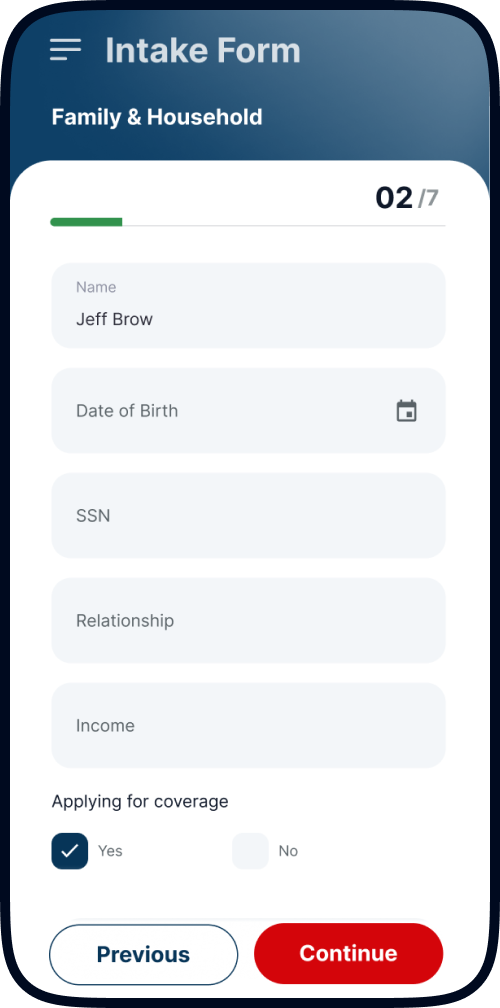 Intake Form
Family & Household
02 /7
Name
Jeff Brow
Date of Birth
SSN
Relationship
Income
Applying for coverage
Yes No
Previous Continue